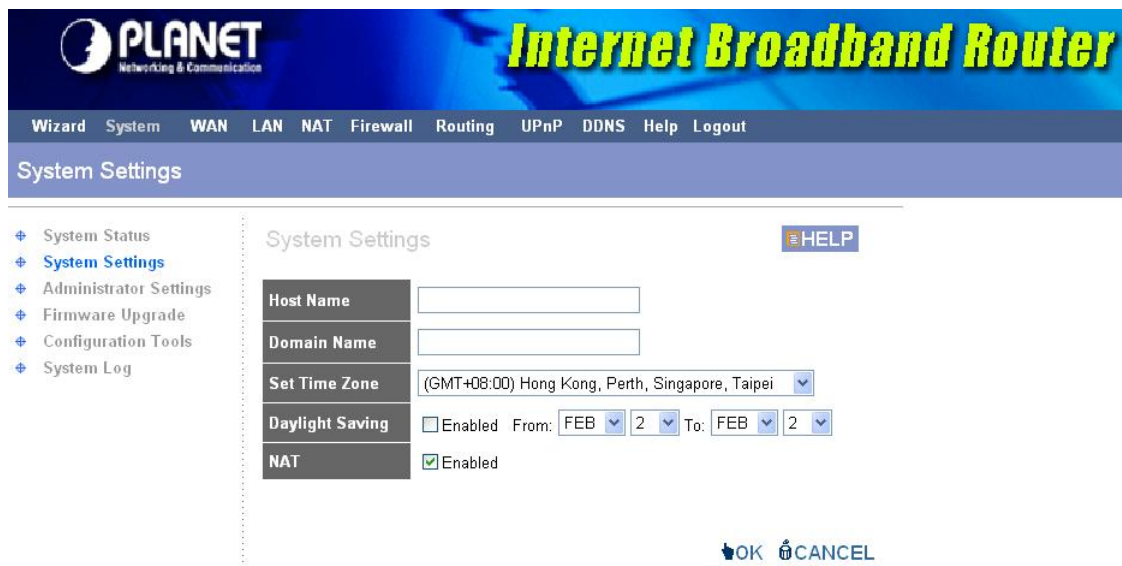 PLANET
Networking & Communication
Internet Broadband Router
Wizard System WAN LAN NAT Firewall Routing UPnP DDNS Help Logout
System Settings
System Status
System Settings
Administrator Settings
Firmware Upgrade
Configuration Tools
System Log
System Settings
HELP
Host Name
Domain Name
Set Time Zone (GMT+08:00) Hong Kong, Perth, Singapore, Taipei
Daylight Saving Enabled From: FEB 2 To: FEB 2
NAT Enabled
OK CANCEL